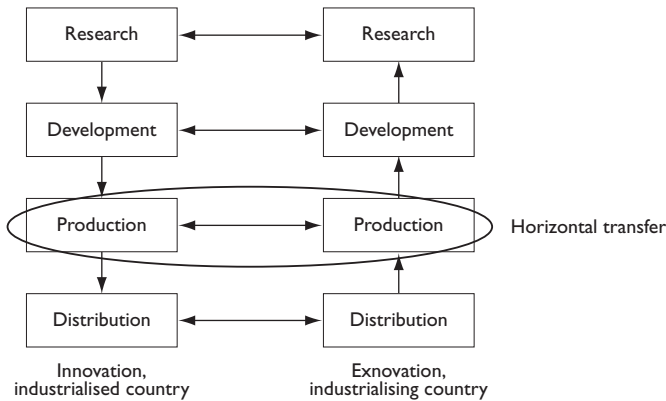 Research
Research
Development
Development
Production
Production
Horizontal transfer
Distribution
Distribution
Innovation,
industrialised country
Exnovation,
industrialising country